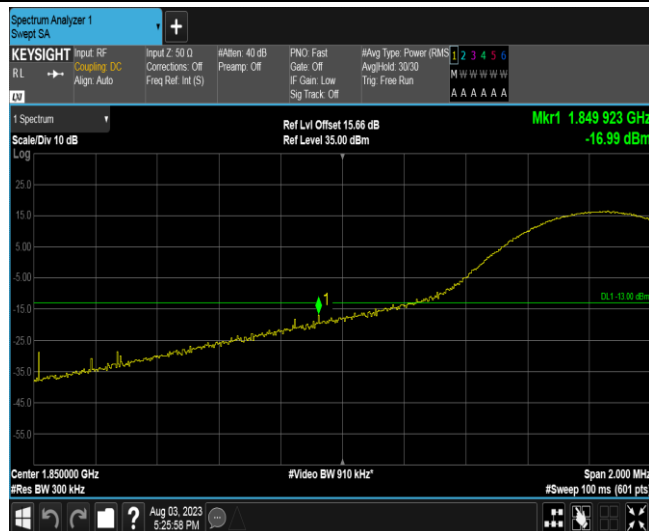 Spectrum Analyzer 1
Swept SA
KEYSIGHT
RL
LXI
Input: RF
Coupling: DC
Align: Auto
Input Z: 50 Ω
Corrections: Off
Freq Ref: Int (S)
#Atten: 40 dB
Preamp: Off
PNO: Fast
Gate: Off
IF Gain: Low
Sig Track: Off
#Avg Type: Power (RMS
Avg|Hold: 30/30
Trig: Free Run
1 2 3 4 5 6
M W W W W W
A A A A A A
1 Spectrum
Scale/Div 10 dB
Ref Lvl Offset 15.66 dB
Ref Level 35.00 dBm
Mkr1 1.849 923 GHz
-16.99 dBm
Log
25.0
15.0
5.00
-5.00
DL1 -13.00 dBm
1
-15.0
-25.0
-35.0
-45.0
-55.0
Center 1.850000 GHz
#Video BW 910 kHz*
Span 2.000 MHz
#Res BW 300 kHz
#Sweep 100 ms (601 pts)
Aug 03, 2023
5:25:58 PM